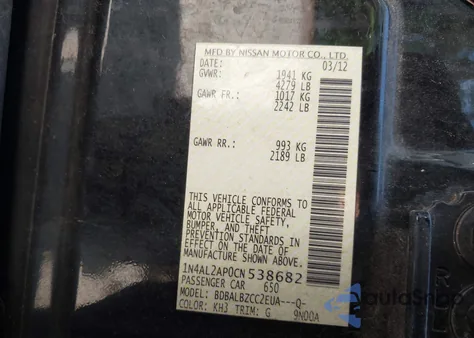 MFD BY NISSAN MOTOR CO., LTD.
DATE: 03/12
GVWR: 1941 KG
4279 LB
GAWR FR.: 1017 KG
2242 LB
GAWR RR.: 993 KG
2189 LB
THIS VEHICLE CONFORMS TO
ALL APPLICABLE FEDERAL
MOTOR VEHICLE SAFETY,
BUMPER, AND THEFT
PREVENTION STANDARDS IN
EFFECT ON THE DATE OF
MANUFACTURE SHOWN ABOVE.
1N4AL2AP0CN538682
PASSENGER CAR 650
MODEL: BDBALBZCC2EUA---Q-
COLOR: KH3 TRIM: G 9N00A
AutoSnap